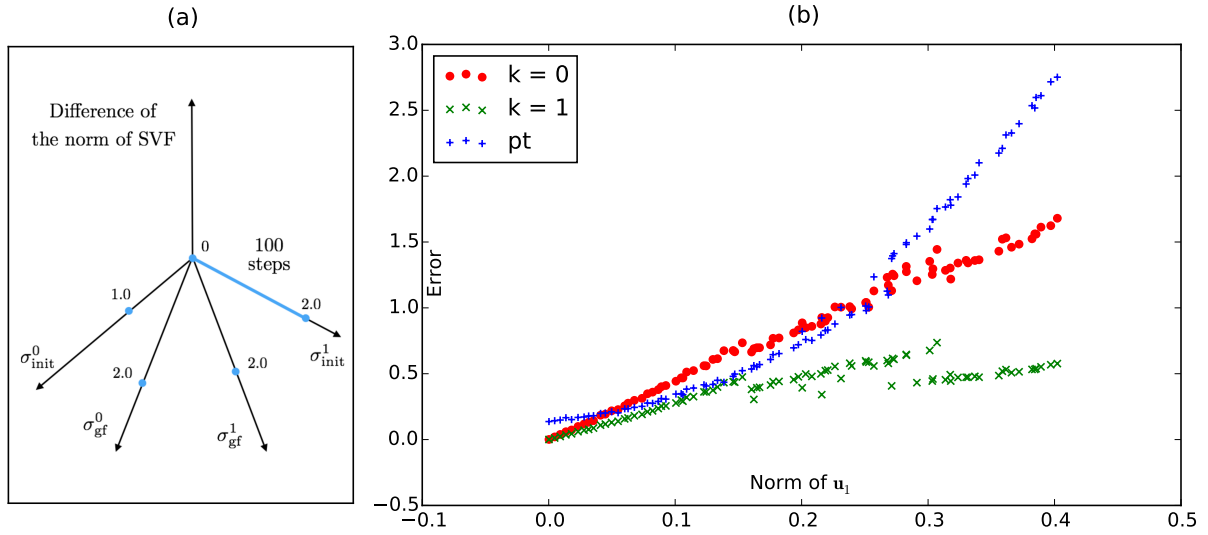 (a)
Difference of
the norm of SVF
0
100
steps
1.0
2.0
σ⁰init
σ¹init
2.0
2.0
σ⁰gf
σ¹gf
(b)
3.0
2.5
2.0
1.5
1.0
0.5
0.0
−0.5
k = 0
k = 1
pt
Error
Norm of u₁
−0.1
0.0
0.1
0.2
0.3
0.4
0.5